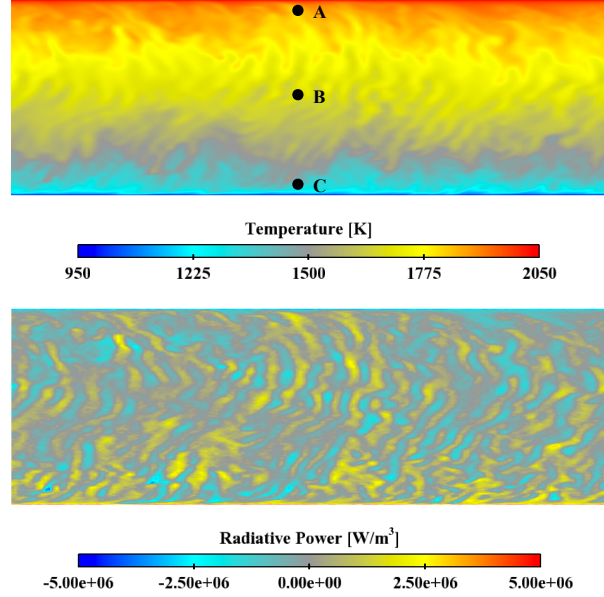 A
B
C
Temperature [K]
950 1225 1500 1775 2050
Radiative Power [W/m³]
-5.00e+06 -2.50e+06 0.00e+00 2.50e+06 5.00e+06